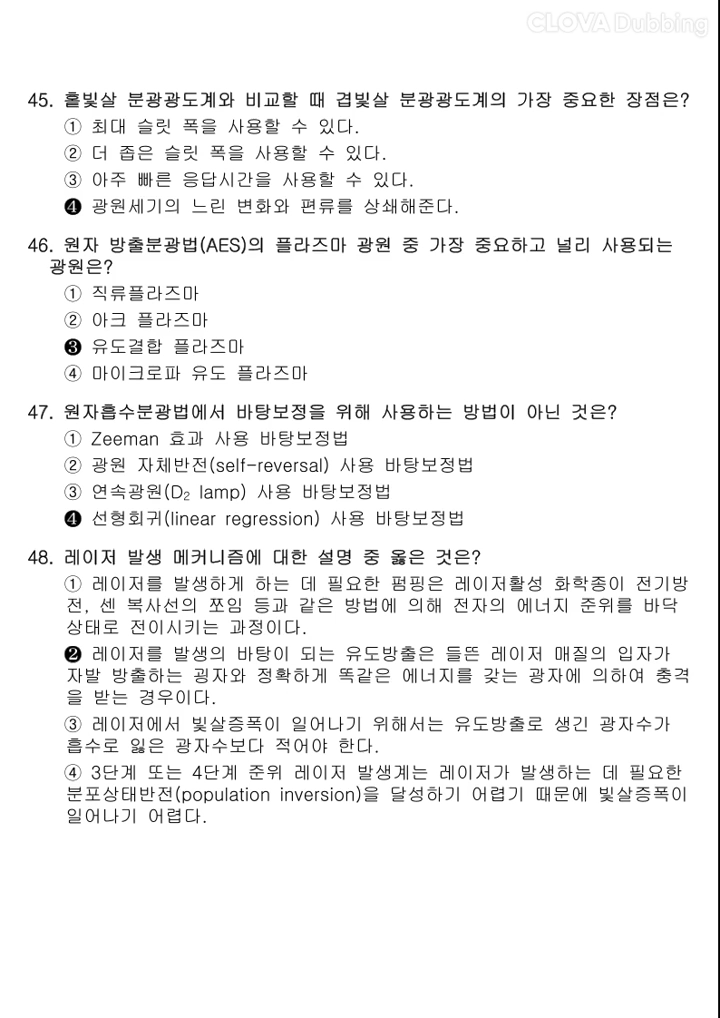 CLOVA Dubbing
45. 홑빛살 분광광도계와 비교할 때 겹빛살 분광광도계의 가장 중요한 장점은?
① 최대 슬릿 폭을 사용할 수 있다.
② 더 좁은 슬릿 폭을 사용할 수 있다.
③ 아주 빠른 응답시간을 사용할 수 있다.
❹ 광원세기의 느린 변화와 편류를 상쇄해준다.
46. 원자 방출분광법(AES)의 플라즈마 광원 중 가장 중요하고 널리 사용되는
광원은?
① 직류플라즈마
② 아크 플라즈마
❸ 유도결합 플라즈마
④ 마이크로파 유도 플라즈마
47. 원자흡수분광법에서 바탕보정을 위해 사용하는 방법이 아닌 것은?
① Zeeman 효과 사용 바탕보정법
② 광원 자체반전(self-reversal) 사용 바탕보정법
③ 연속광원(D₂ lamp) 사용 바탕보정법
❹ 선형회귀(linear regression) 사용 바탕보정법
48. 레이저 발생 메커니즘에 대한 설명 중 옳은 것은?
① 레이저를 발생하게 하는 데 필요한 펌핑은 레이저활성 화학종이 전기방
전, 센 복사선의 쪼임 등과 같은 방법에 의해 전자의 에너지 준위를 바닥
상태로 전이시키는 과정이다.
❷ 레이저를 발생의 바탕이 되는 유도방출은 들뜬 레이저 매질의 입자가
자발 방출하는 굉자와 정확하게 똑같은 에너지를 갖는 광자에 의하여 충격
을 받는 경우이다.
③ 레이저에서 빛살증폭이 일어나기 위해서는 유도방출로 생긴 광자수가
흡수로 잃은 광자수보다 적어야 한다.
④ 3단계 또는 4단계 준위 레이저 발생계는 레이저가 발생하는 데 필요한
분포상태반전(population inversion)을 달성하기 어렵기 때문에 빛살증폭이
일어나기 어렵다.